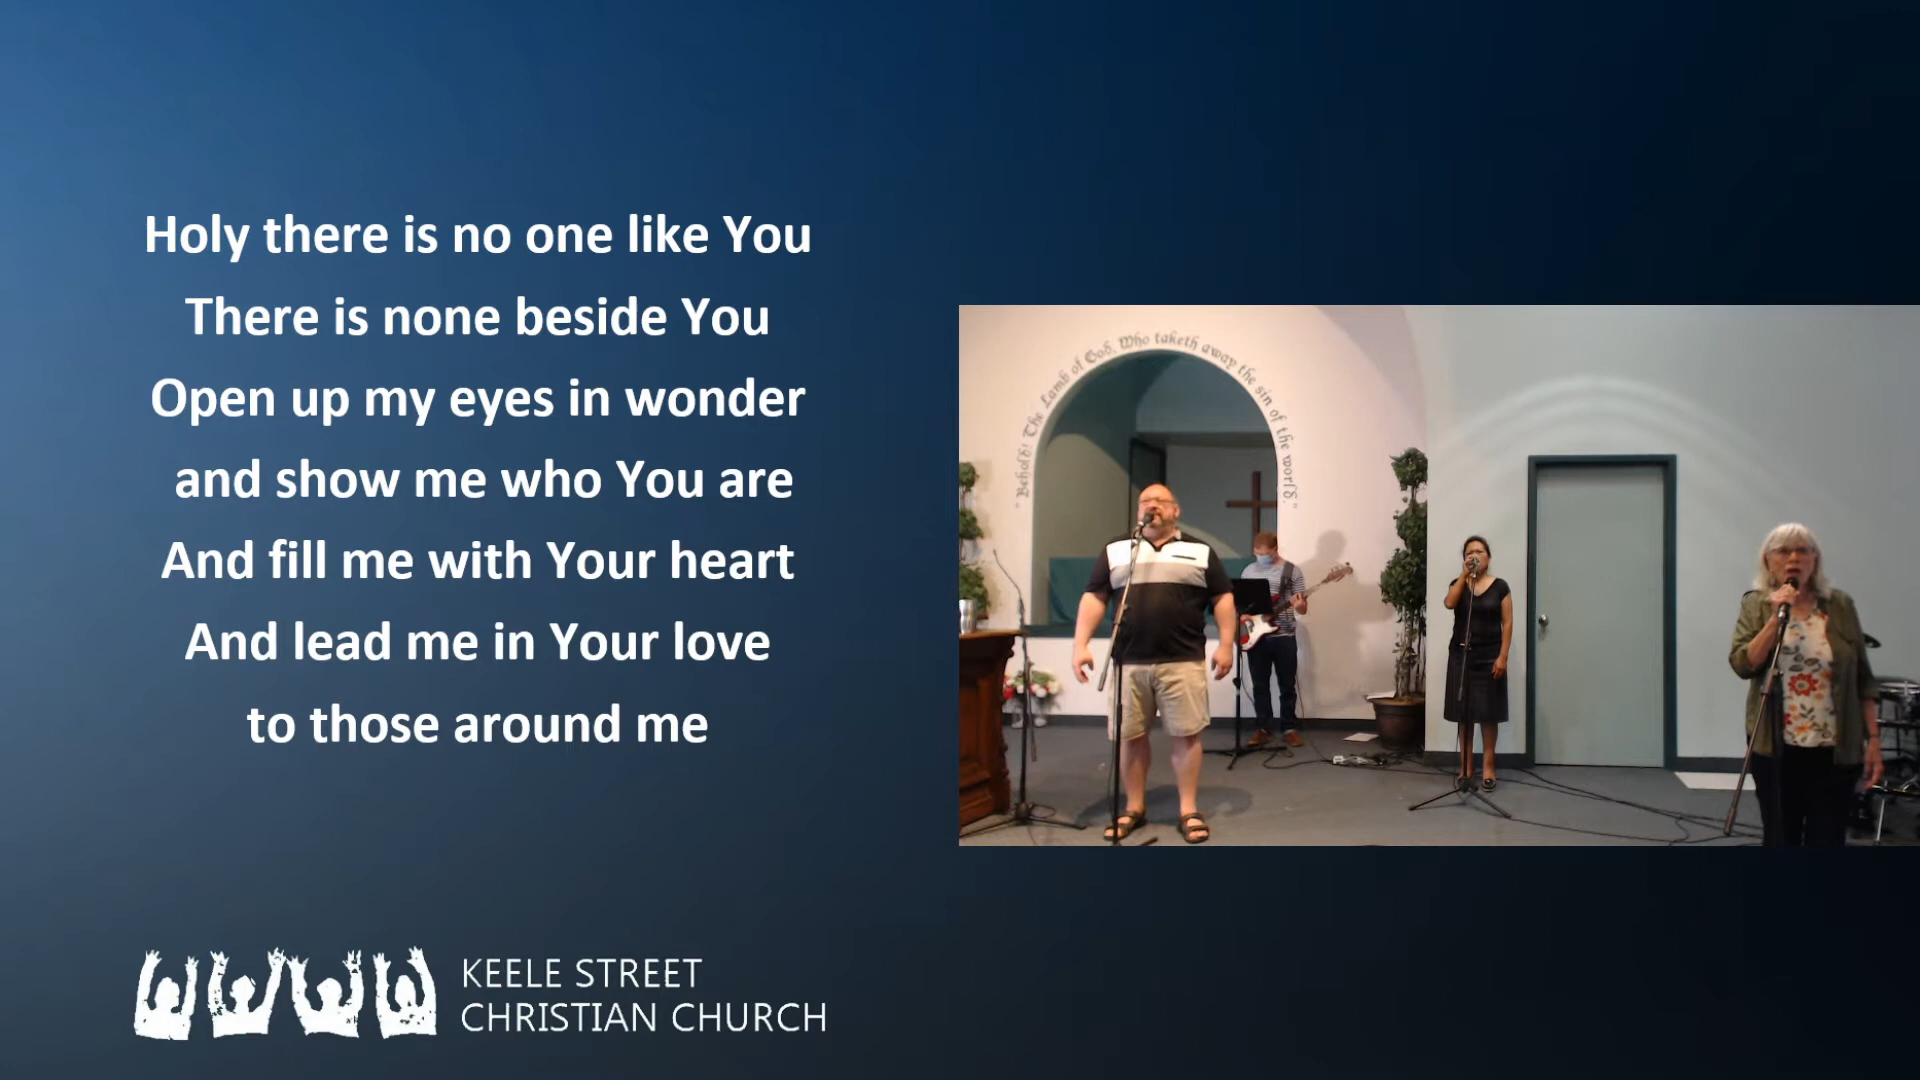 Holy there is no one like You
There is none beside You
Open up my eyes in wonder
and show me who You are
And fill me with Your heart
And lead me in Your love
to those around me
"Behold! The Lamb of God, Who taketh away the sin of the world."
KEELE STREET
CHRISTIAN CHURCH